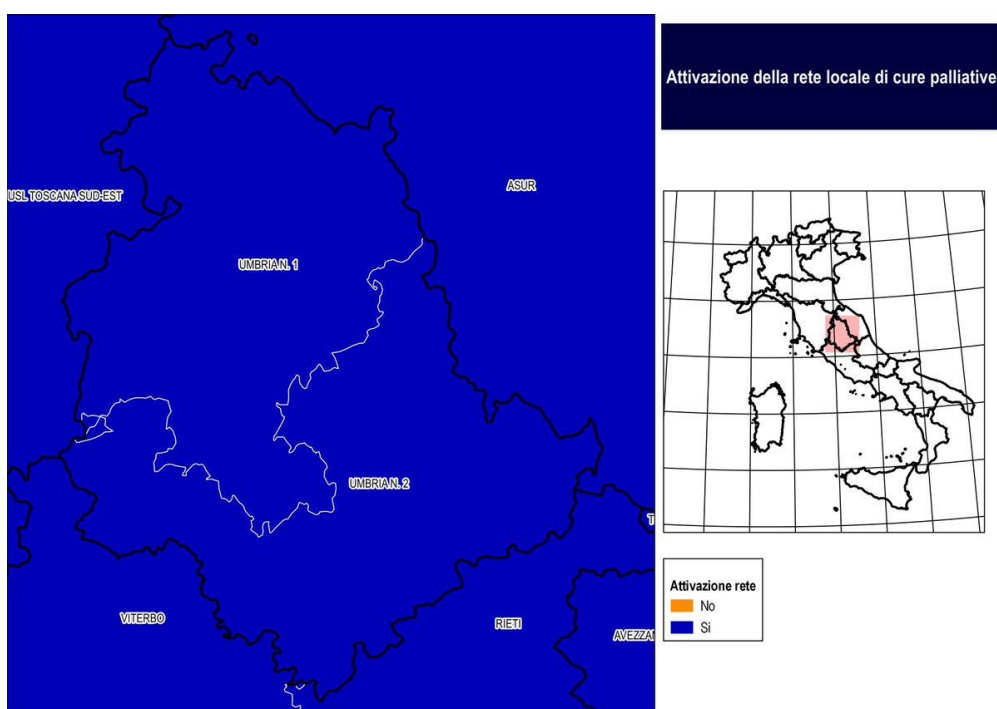 Attivazione della rete locale di cure palliative
ASUR
USL TOSCANA SUD-EST
UMBRIA N. 1
UMBRIA N. 2
T
VITERBO
RIETI
AVEZZAN
Attivazione rete
No
Si